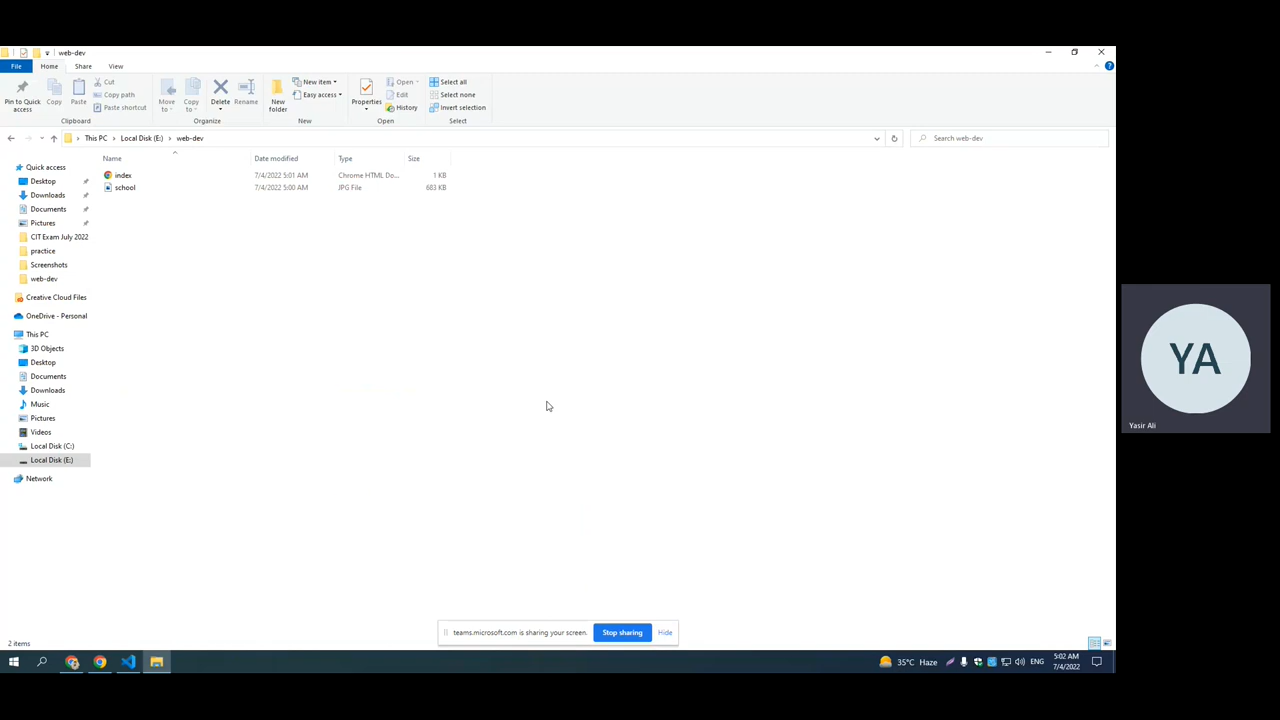 web-dev
File Home Share View
Pin to Quick access
Copy
Paste
Cut
Copy path
Paste shortcut
Clipboard
Move to
Copy to
Delete
Rename
Organize
New folder
New item
Easy access
New
Properties
Open
Edit
History
Open
Select all
Select none
Invert selection
Select
This PC > Local Disk (E:) > web-dev
Search web-dev
Name Date modified Type Size
index 7/4/2022 5:01 AM Chrome HTML Do... 1 KB
school 7/4/2022 5:00 AM JPG File 683 KB
Quick access
Desktop
Downloads
Documents
Pictures
CIT Exam July 2022
practice
Screenshots
web-dev
Creative Cloud Files
OneDrive - Personal
This PC
3D Objects
Desktop
Documents
Downloads
Music
Pictures
Videos
Local Disk (C:)
Local Disk (E:)
Network
YA
Yasir Ali
teams.microsoft.com is sharing your screen. Stop sharing Hide
2 items
35°C Haze ENG
5:02 AM
7/4/2022